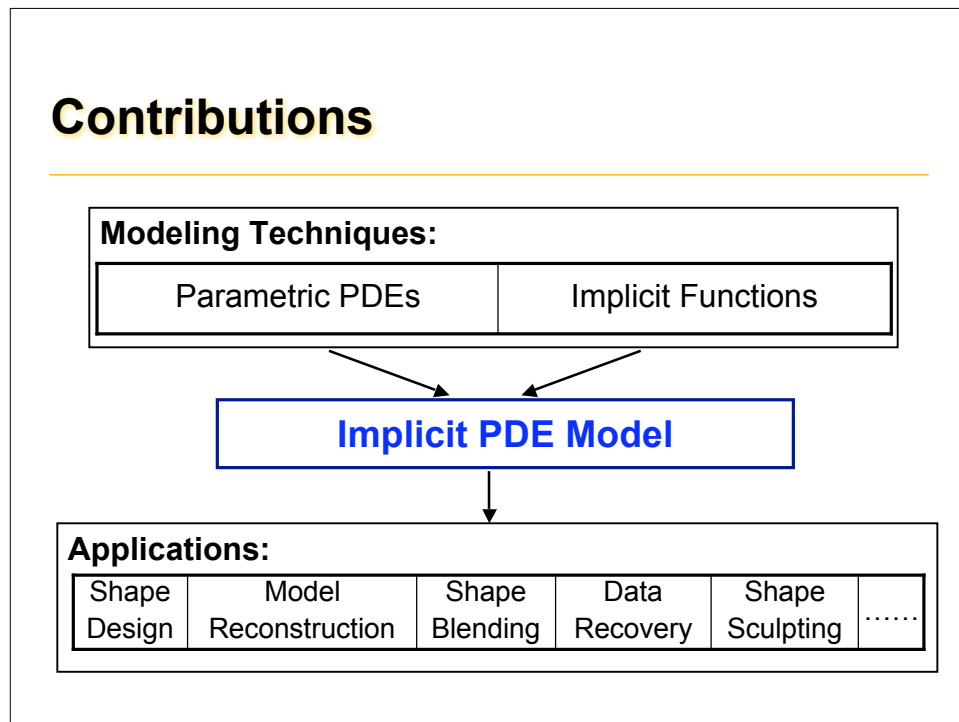 Contributions
Modeling Techniques:
Parametric PDEs Implicit Functions
Implicit PDE Model
Applications:
Shape Model Shape Data Shape
Design Reconstruction Blending Recovery Sculpting ......